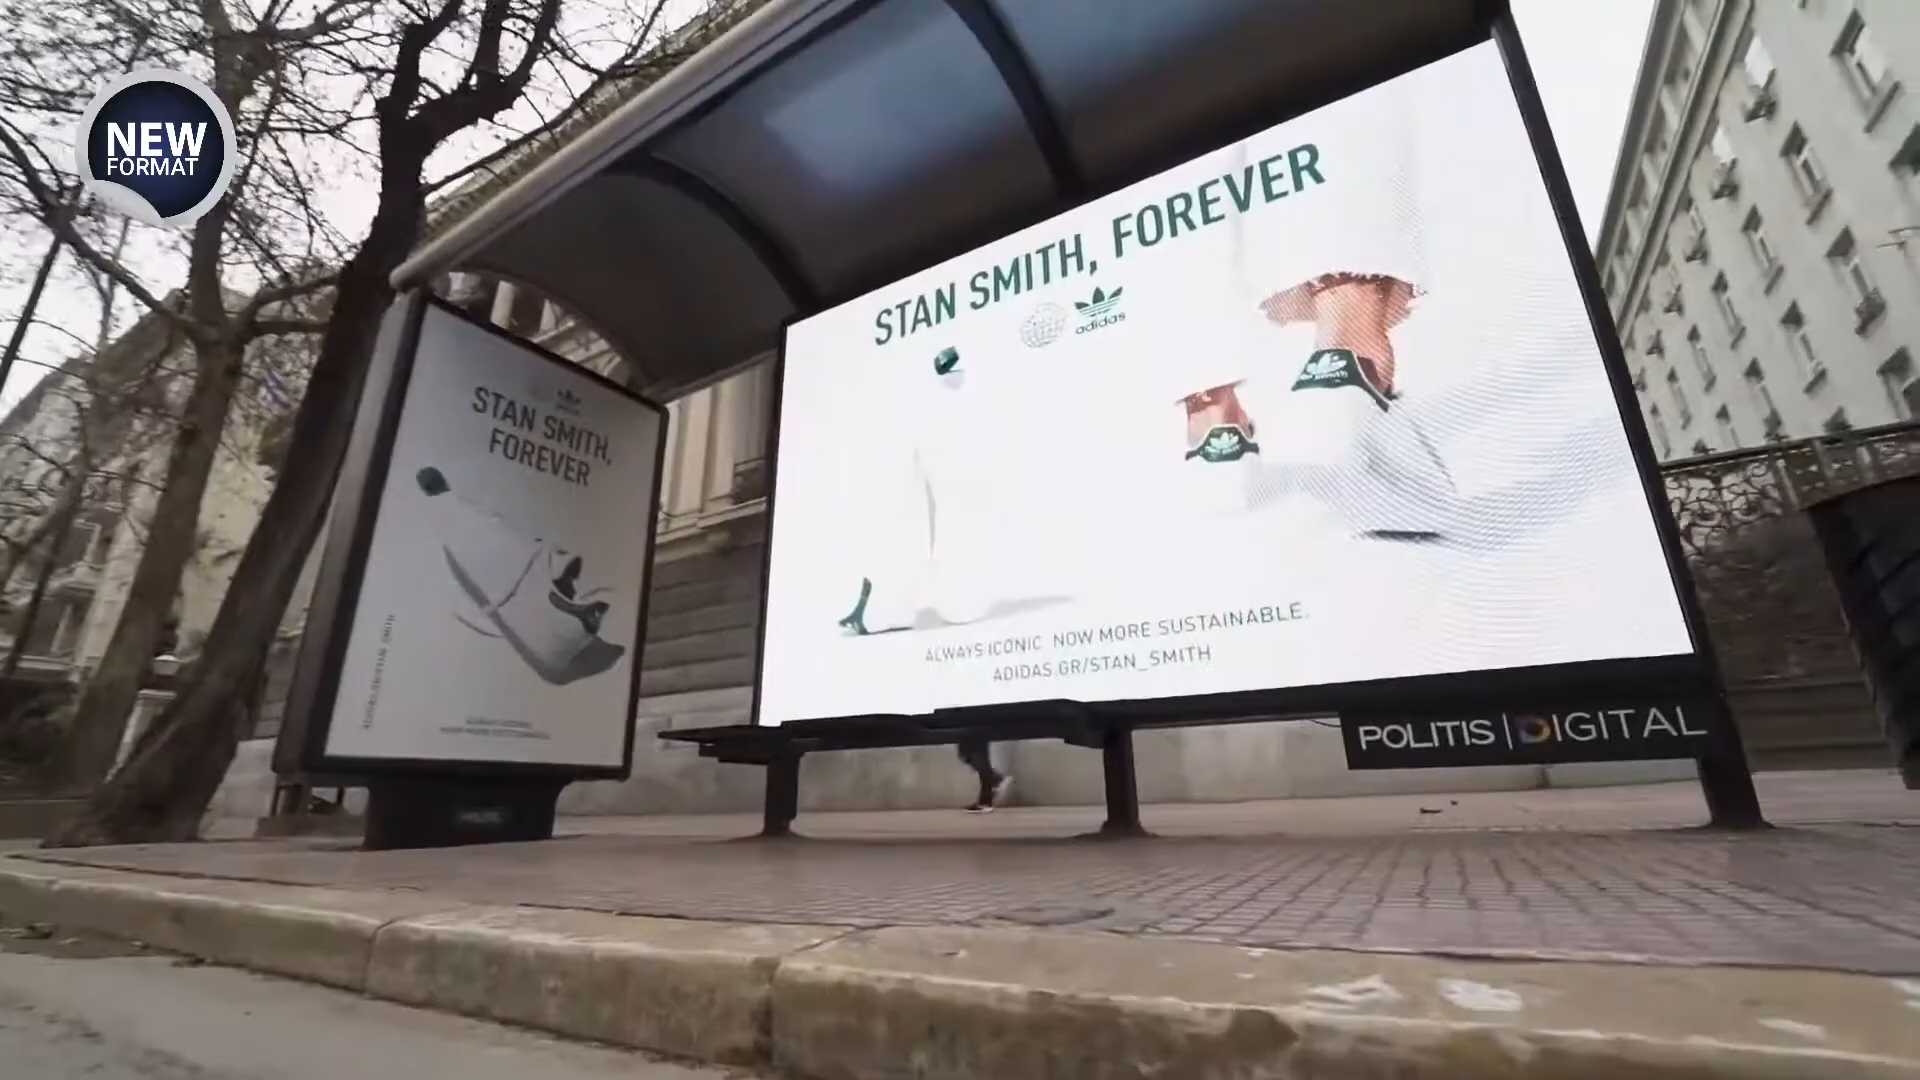 NEW
FORMAT
STAN SMITH, FOREVER
adidas
STAN SMITH,
FOREVER
ALWAYS ICONIC NOW MORE SUSTAINABLE.
ADIDAS.GR/STAN_SMITH
POLITIS | DIGITAL